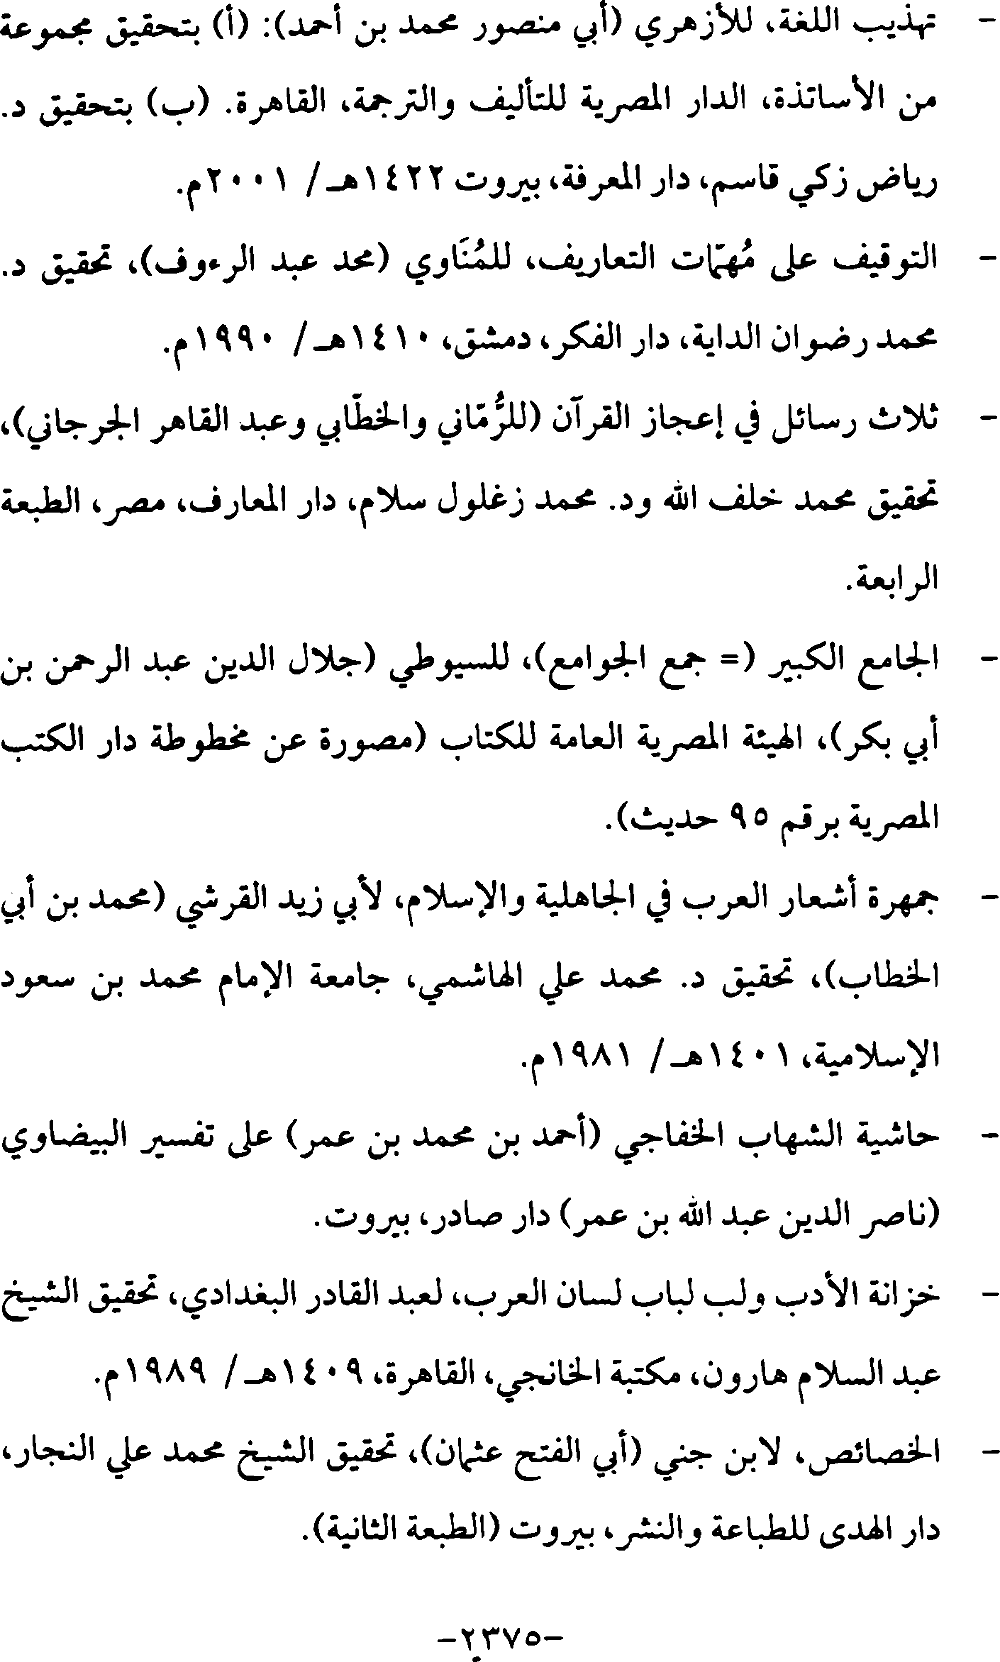 - تهذيب اللغة، للأزهري (أبي منصور محمد بن أحمد): (أ) بتحقيق مجموعة
من الأساتذة، الدار المصرية للتأليف والترجمة، القاهرة. (ب) بتحقيق د.
رياض زكي قاسم، دار المعرفة، بيروت ١٤٢٢هـ/ ٢٠٠١م.
- التوقيف على مُهمّات التعاريف، للمُنَاوي (محمد عبد الرءوف)، تحقيق د.
محمد رضوان الداية، دار الفكر، دمشق، ١٤١٠هـ/ ١٩٩٠م.
- ثلاث رسائل في إعجاز القرآن (للرُّمّاني والخطّابي وعبد القاهر الجرجاني)،
تحقيق محمد خلف الله ود. محمد زغلول سلام، دار المعارف، مصر، الطبعة
الرابعة.
- الجامع الكبير (= جمع الجوامع)، للسيوطي (جلال الدين عبد الرحمن بن
أبي بكر)، الهيئة المصرية العامة للكتاب (مصورة عن مخطوطة دار الكتب
المصرية برقم ٩٥ حديث).
- جمهرة أشعار العرب في الجاهلية والإسلام، لأبي زيد القرشي (محمد بن أبي
الخطاب)، تحقيق د. محمد علي الهاشمي، جامعة الإمام محمد بن سعود
الإسلامية، ١٤٠١هـ/ ١٩٨١م.
- حاشية الشهاب الخفاجي (أحمد بن محمد بن عمر) على تفسير البيضاوي
(ناصر الدين عبد الله بن عمر) دار صادر، بيروت.
- خزانة الأدب ولب لباب لسان العرب، لعبد القادر البغدادي، تحقيق الشيخ
عبد السلام هارون، مكتبة الخانجي، القاهرة، ١٤٠٩هـ/ ١٩٨٩م.
- الخصائص، لابن جني (أبي الفتح عثمان)، تحقيق الشيخ محمد علي النجار،
دار الهدى للطباعة والنشر، بيروت (الطبعة الثانية).
-٢٣٧٥-